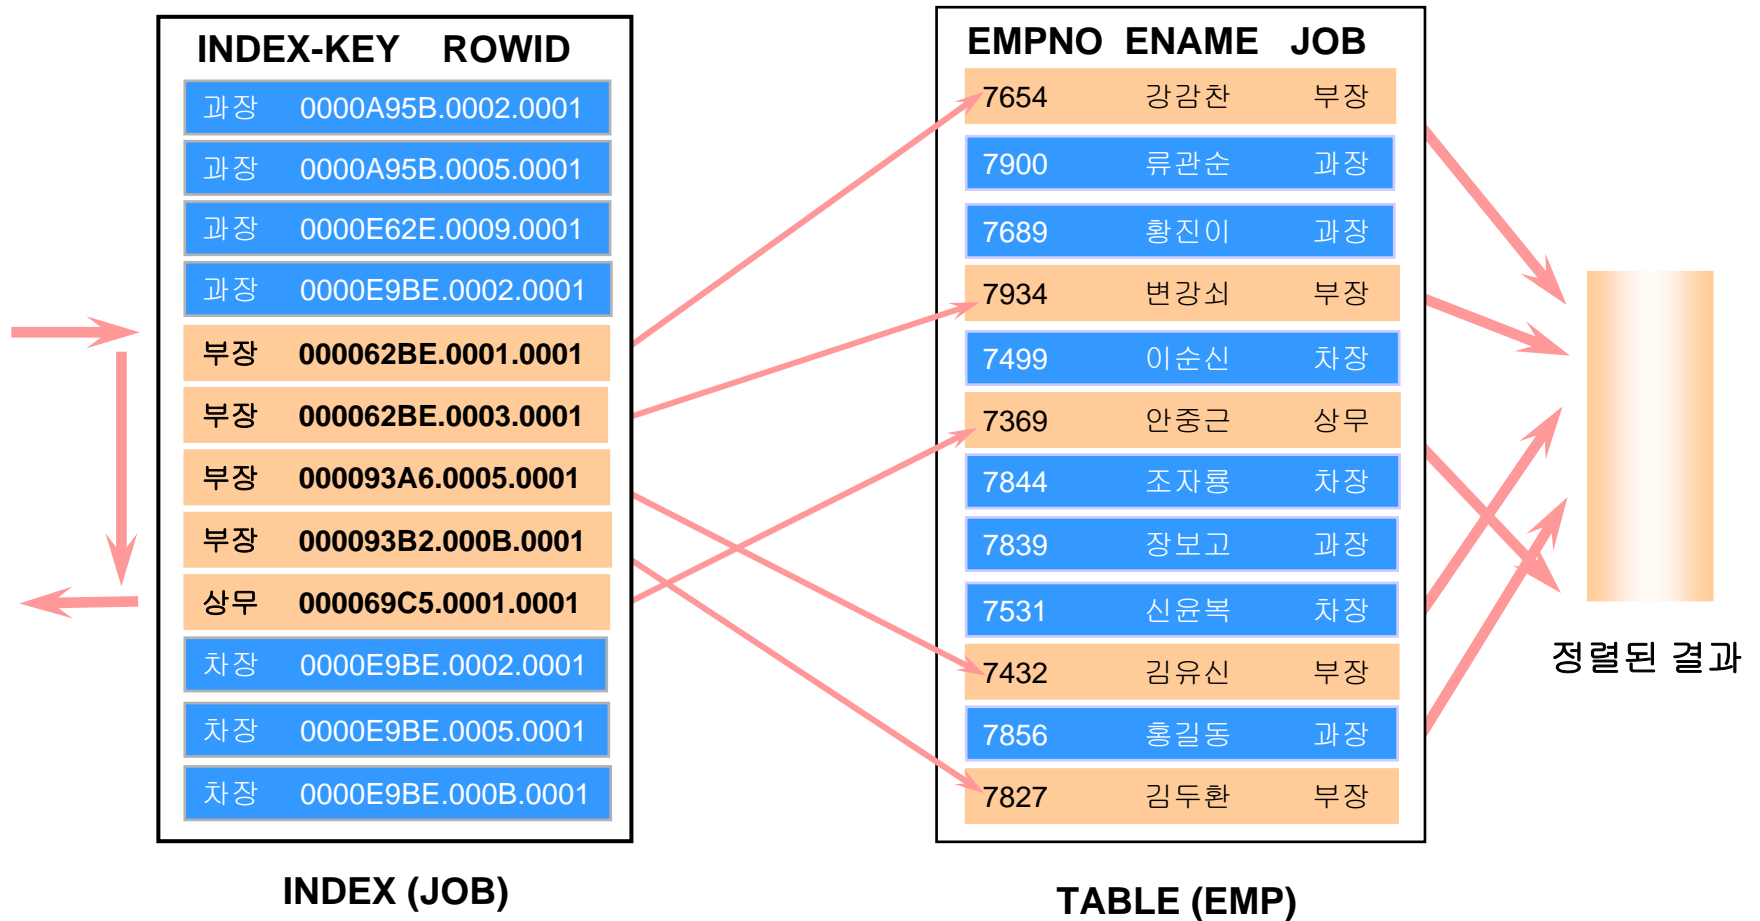 INDEX-KEY ROWID
과장 0000A95B.0002.0001
과장 0000A95B.0005.0001
과장 0000E62E.0009.0001
과장 0000E9BE.0002.0001
부장 000062BE.0001.0001
부장 000062BE.0003.0001
부장 000093A6.0005.0001
부장 000093B2.000B.0001
상무 000069C5.0001.0001
차장 0000E9BE.0002.0001
차장 0000E9BE.0005.0001
차장 0000E9BE.000B.0001
INDEX (JOB)
EMPNO ENAME JOB
7654 강감찬 부장
7900 류관순 과장
7689 황진이 과장
7934 변강쇠 부장
7499 이순신 차장
7369 안중근 상무
7844 조자룡 차장
7839 장보고 과장
7531 신윤복 차장
7432 김유신 부장
7856 홍길동 과장
7827 김두환 부장
TABLE (EMP)
정렬된 결과